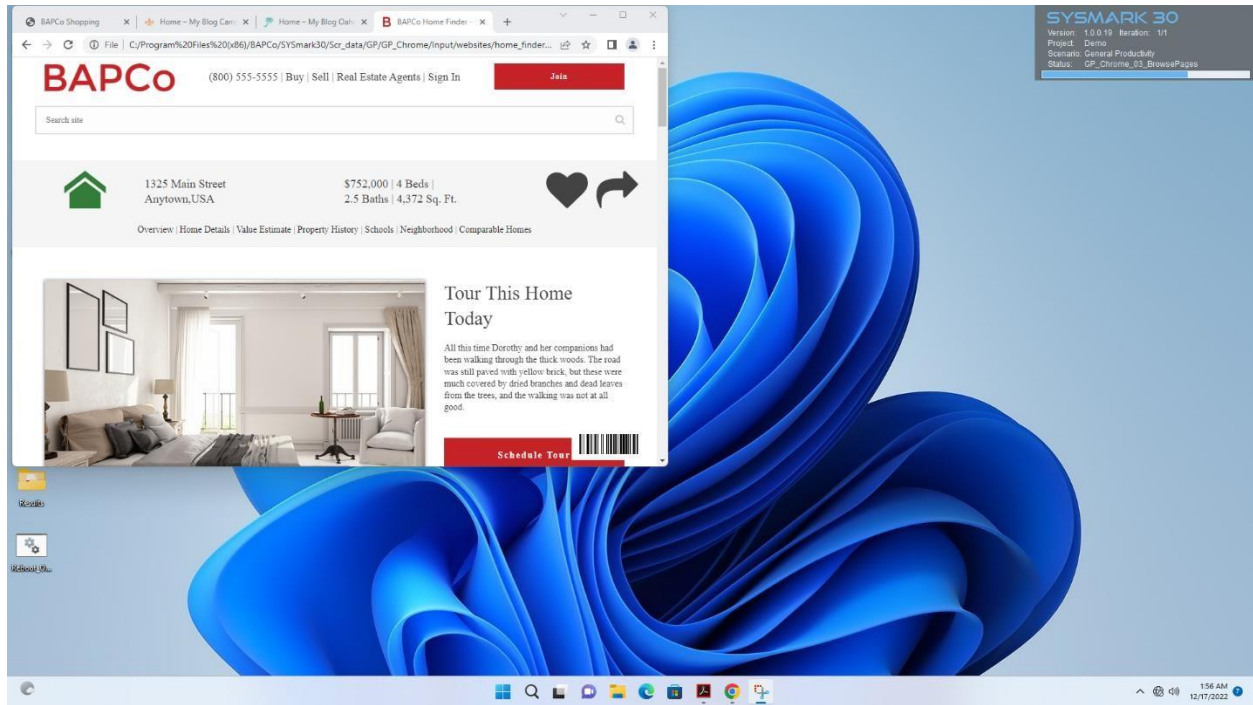 BAPCo Shopping
Home – My Blog Cam
Home – My Blog Oah
BAPCo Home Finder –
File | C:/Program%20Files%20(x86)/BAPCo/SYSmark30/Scr_data/GP/GP_Chrome/Input/websites/home_finder...
BAPCo
(800) 555-5555 | Buy | Sell | Real Estate Agents | Sign In
Join
Search site
1325 Main Street
Anytown,USA
$752,000 | 4 Beds |
2.5 Baths | 4,372 Sq. Ft.
Overview | Home Details | Value Estimate | Property History | Schools | Neighborhood | Comparable Homes
Tour This Home
Today
All this time Dorothy and her companions had
been walking through the thick woods. The road
was still paved with yellow brick, but these were
much covered by dried branches and dead leaves
from the trees, and the walking was not at all
good.
Schedule Tour
SYSMARK 30
Version: 1.0.0.19 Iteration: 1/1
Project: Demo
Scenario: General Productivity
Status: GP_Chrome_03_BrowsePages
Results
Reboot_O...
1:56 AM
12/17/2022